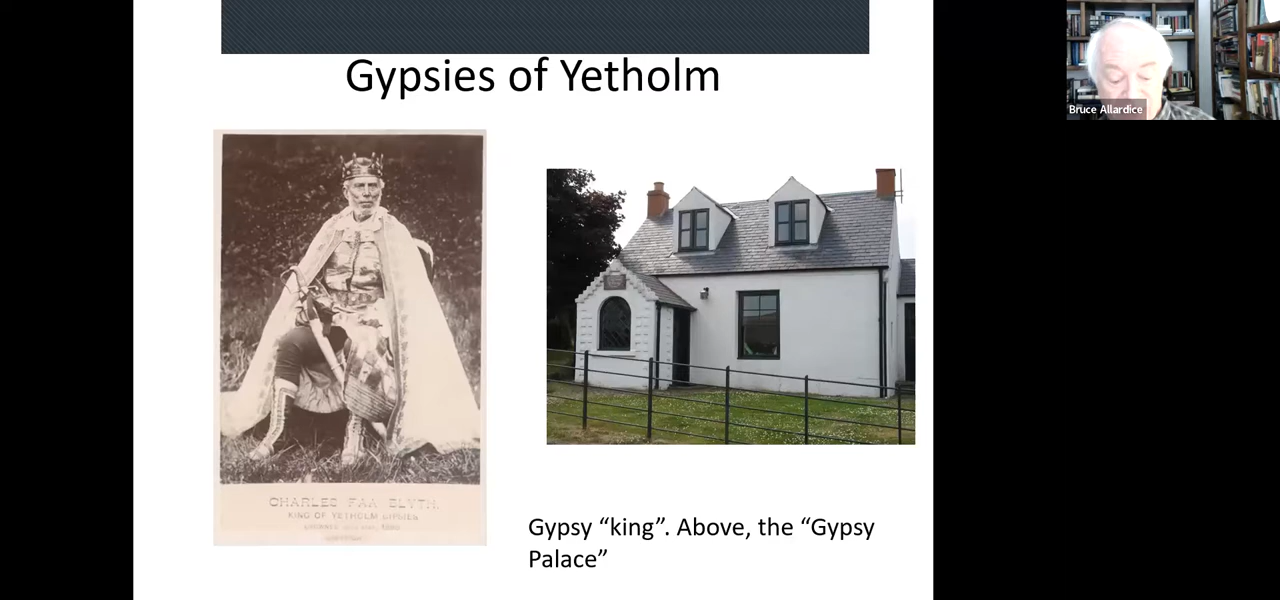 Gypsies of Yetholm
Bruce Allardice
CHARLES FAA BLYTH.
KING OF YETHOLM GIPSIES
Gypsy “king”. Above, the “Gypsy
Palace”